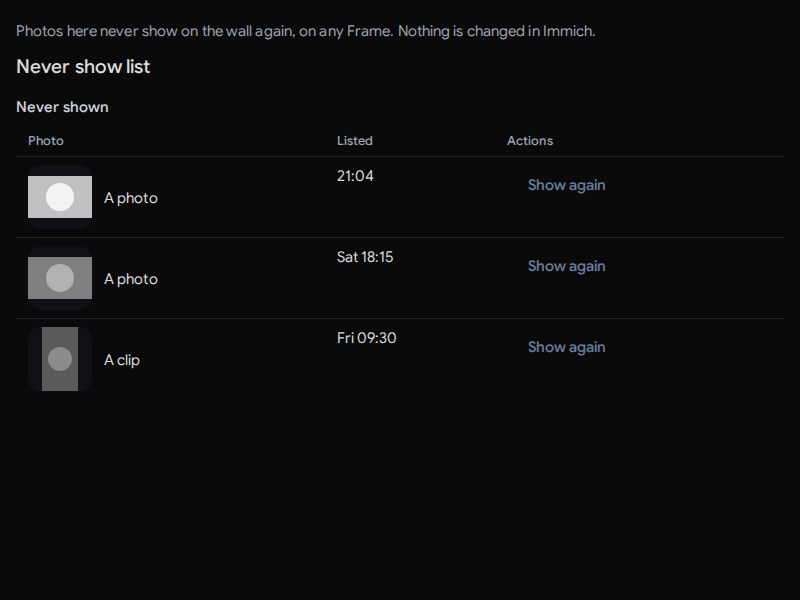 Photos here never show on the wall again, on any Frame. Nothing is changed in Immich.
Never show list
Never shown
Photo Listed Actions
A photo 21:04 Show again
A photo Sat 18:15 Show again
A clip Fri 09:30 Show again